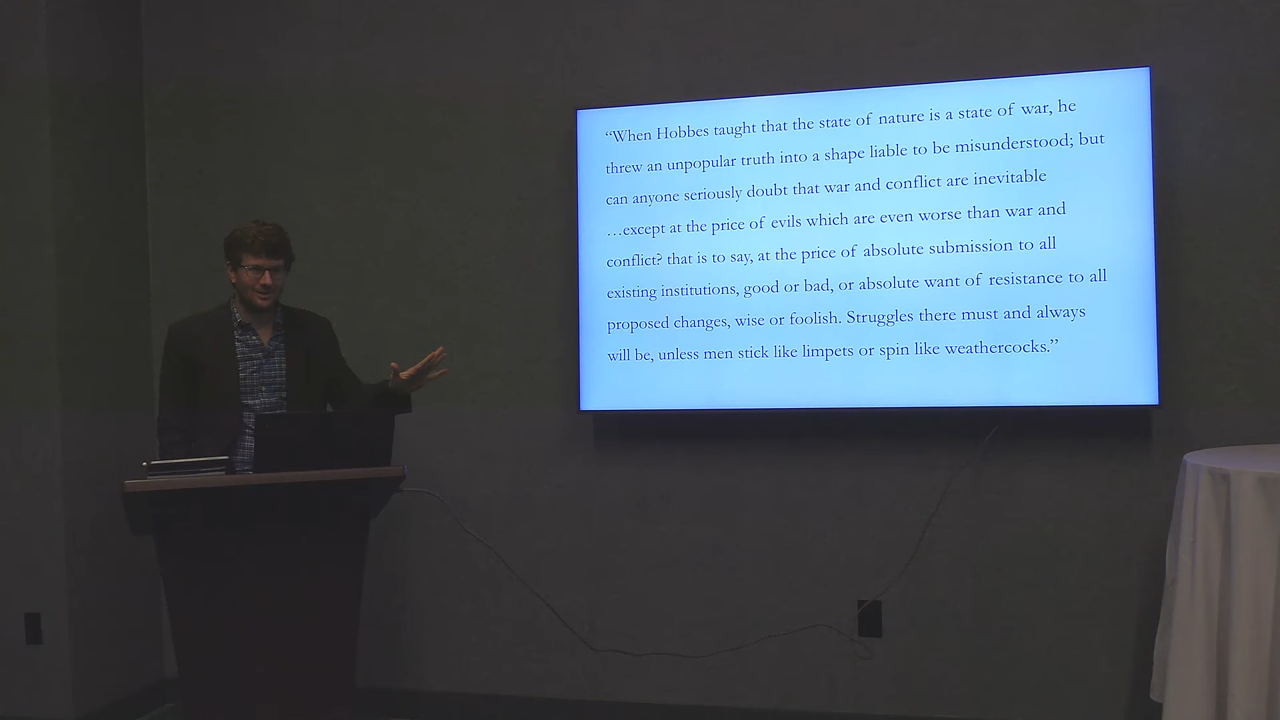 “When Hobbes taught that the state of nature is a state of war, he
threw an unpopular truth into a shape liable to be misunderstood; but
can anyone seriously doubt that war and conflict are inevitable
…except at the price of evils which are even worse than war and
conflict? that is to say, at the price of absolute submission to all
existing institutions, good or bad, or absolute want of resistance to all
proposed changes, wise or foolish. Struggles there must and always
will be, unless men stick like limpets or spin like weathercocks.”